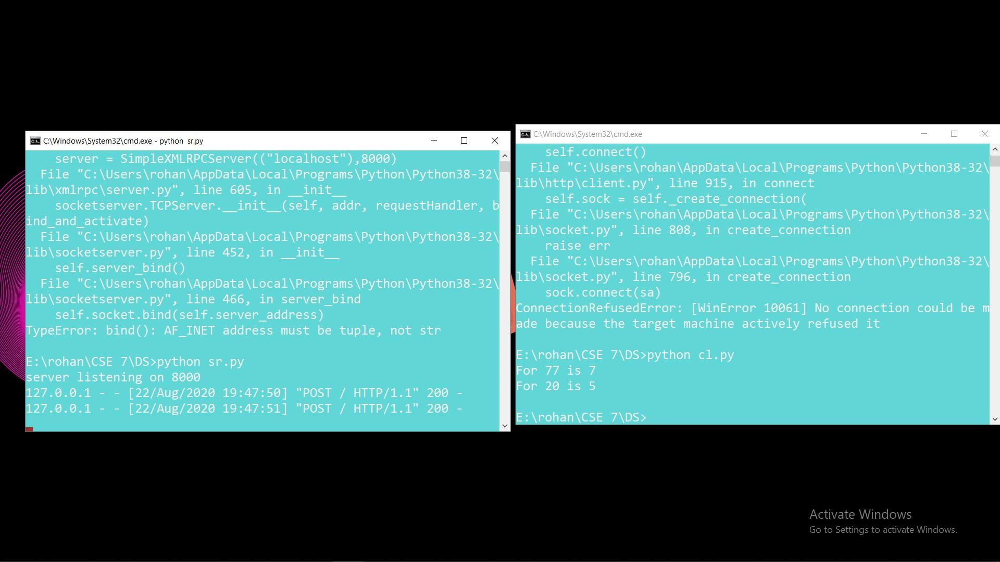 C:\Windows\System32\cmd.exe - python  sr.py
    server = SimpleXMLRPCServer(("localhost"),8000)
  File "C:\Users\rohan\AppData\Local\Programs\Python\Python38-32\
lib\xmlrpc\server.py", line 605, in __init__
    socketserver.TCPServer.__init__(self, addr, requestHandler, b
ind_and_activate)
  File "C:\Users\rohan\AppData\Local\Programs\Python\Python38-32\
lib\socketserver.py", line 452, in __init__
    self.server_bind()
  File "C:\Users\rohan\AppData\Local\Programs\Python\Python38-32\
lib\socketserver.py", line 466, in server_bind
    self.socket.bind(self.server_address)
TypeError: bind(): AF_INET address must be tuple, not str
E:\rohan\CSE 7\DS>python sr.py
server listening on 8000
127.0.0.1 - - [22/Aug/2020 19:47:50] "POST / HTTP/1.1" 200 -
127.0.0.1 - - [22/Aug/2020 19:47:51] "POST / HTTP/1.1" 200 -
C:\Windows\System32\cmd.exe
    self.connect()
  File "C:\Users\rohan\AppData\Local\Programs\Python\Python38-32\
lib\http\client.py", line 915, in connect
    self.sock = self._create_connection(
  File "C:\Users\rohan\AppData\Local\Programs\Python\Python38-32\
lib\socket.py", line 808, in create_connection
    raise err
  File "C:\Users\rohan\AppData\Local\Programs\Python\Python38-32\
lib\socket.py", line 796, in create_connection
    sock.connect(sa)
ConnectionRefusedError: [WinError 10061] No connection could be m
ade because the target machine actively refused it
E:\rohan\CSE 7\DS>python cl.py
For 77 is 7
For 20 is 5
E:\rohan\CSE 7\DS>
Activate Windows
Go to Settings to activate Windows.